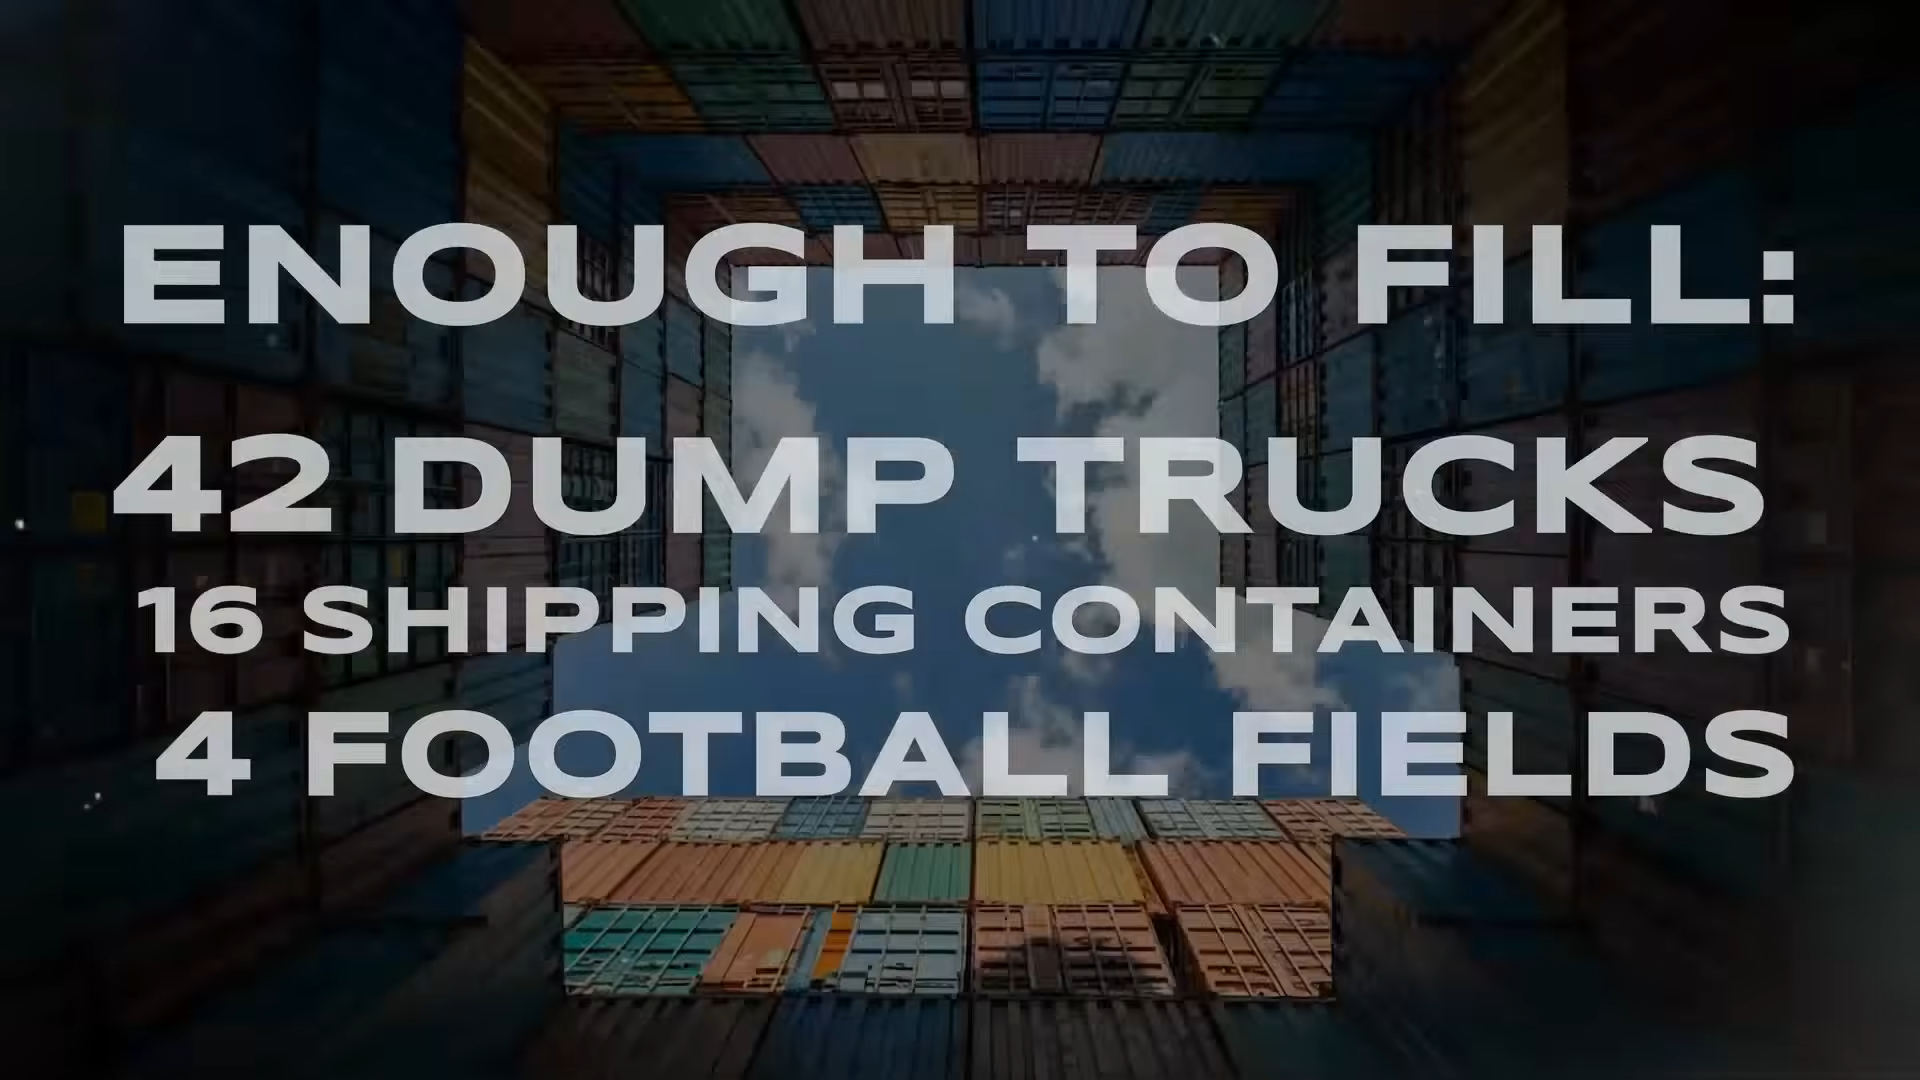 ENOUGH TO FILL:
42 DUMP TRUCKS
16 SHIPPING CONTAINERS
4 FOOTBALL FIELDS